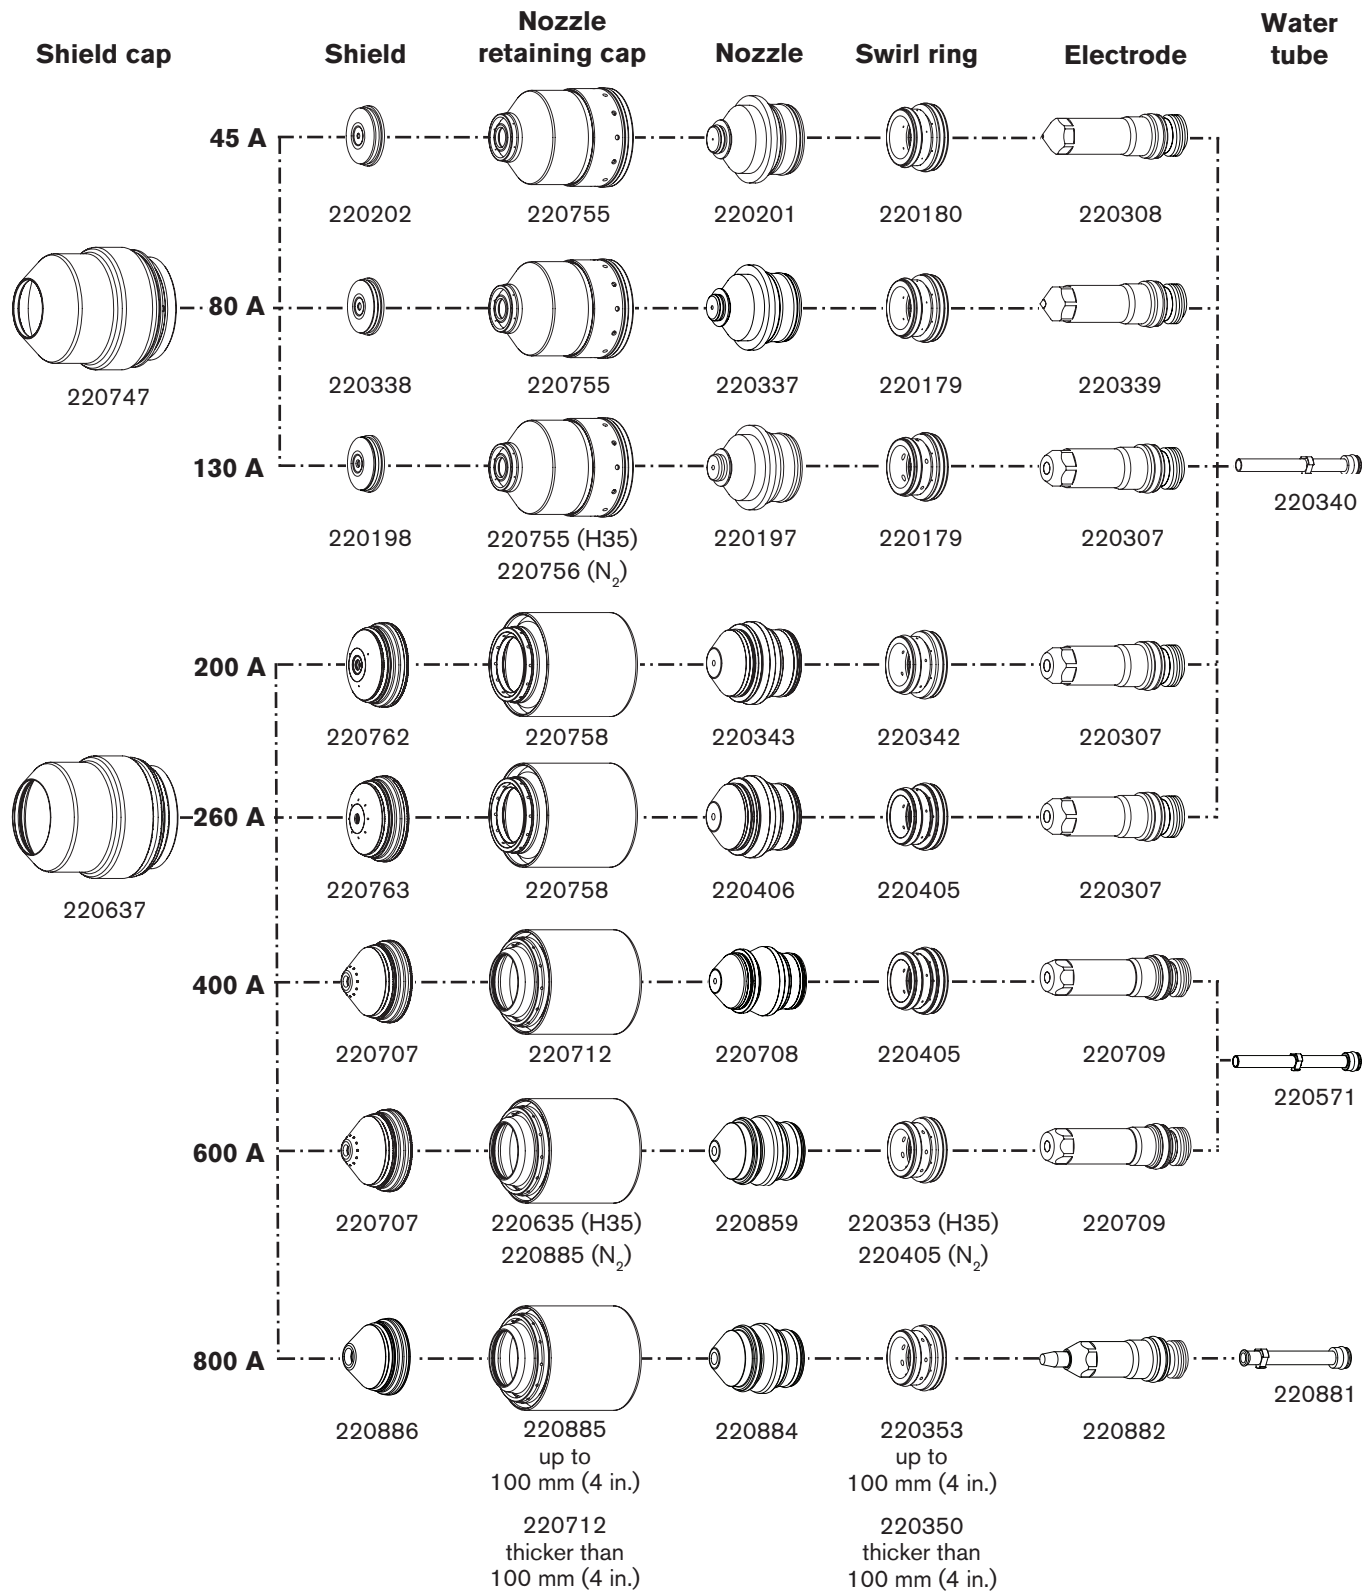 Shield cap
Shield
Nozzle
retaining cap
Nozzle
Swirl ring
Electrode
Water
tube
45 A
220202
220755
220201
220180
220308
80 A
220747
220338
220755
220337
220179
220339
130 A
220198
220755 (H35)
220756 (N₂)
220197
220179
220307
220340
200 A
220762
220758
220343
220342
220307
260 A
220637
220763
220758
220406
220405
220307
400 A
220707
220712
220708
220405
220709
220571
600 A
220707
220635 (H35)
220885 (N₂)
220859
220353 (H35)
220405 (N₂)
220709
800 A
220886
220885
up to
100 mm (4 in.)
220712
thicker than
100 mm (4 in.)
220884
220353
up to
100 mm (4 in.)
220350
thicker than
100 mm (4 in.)
220882
220881